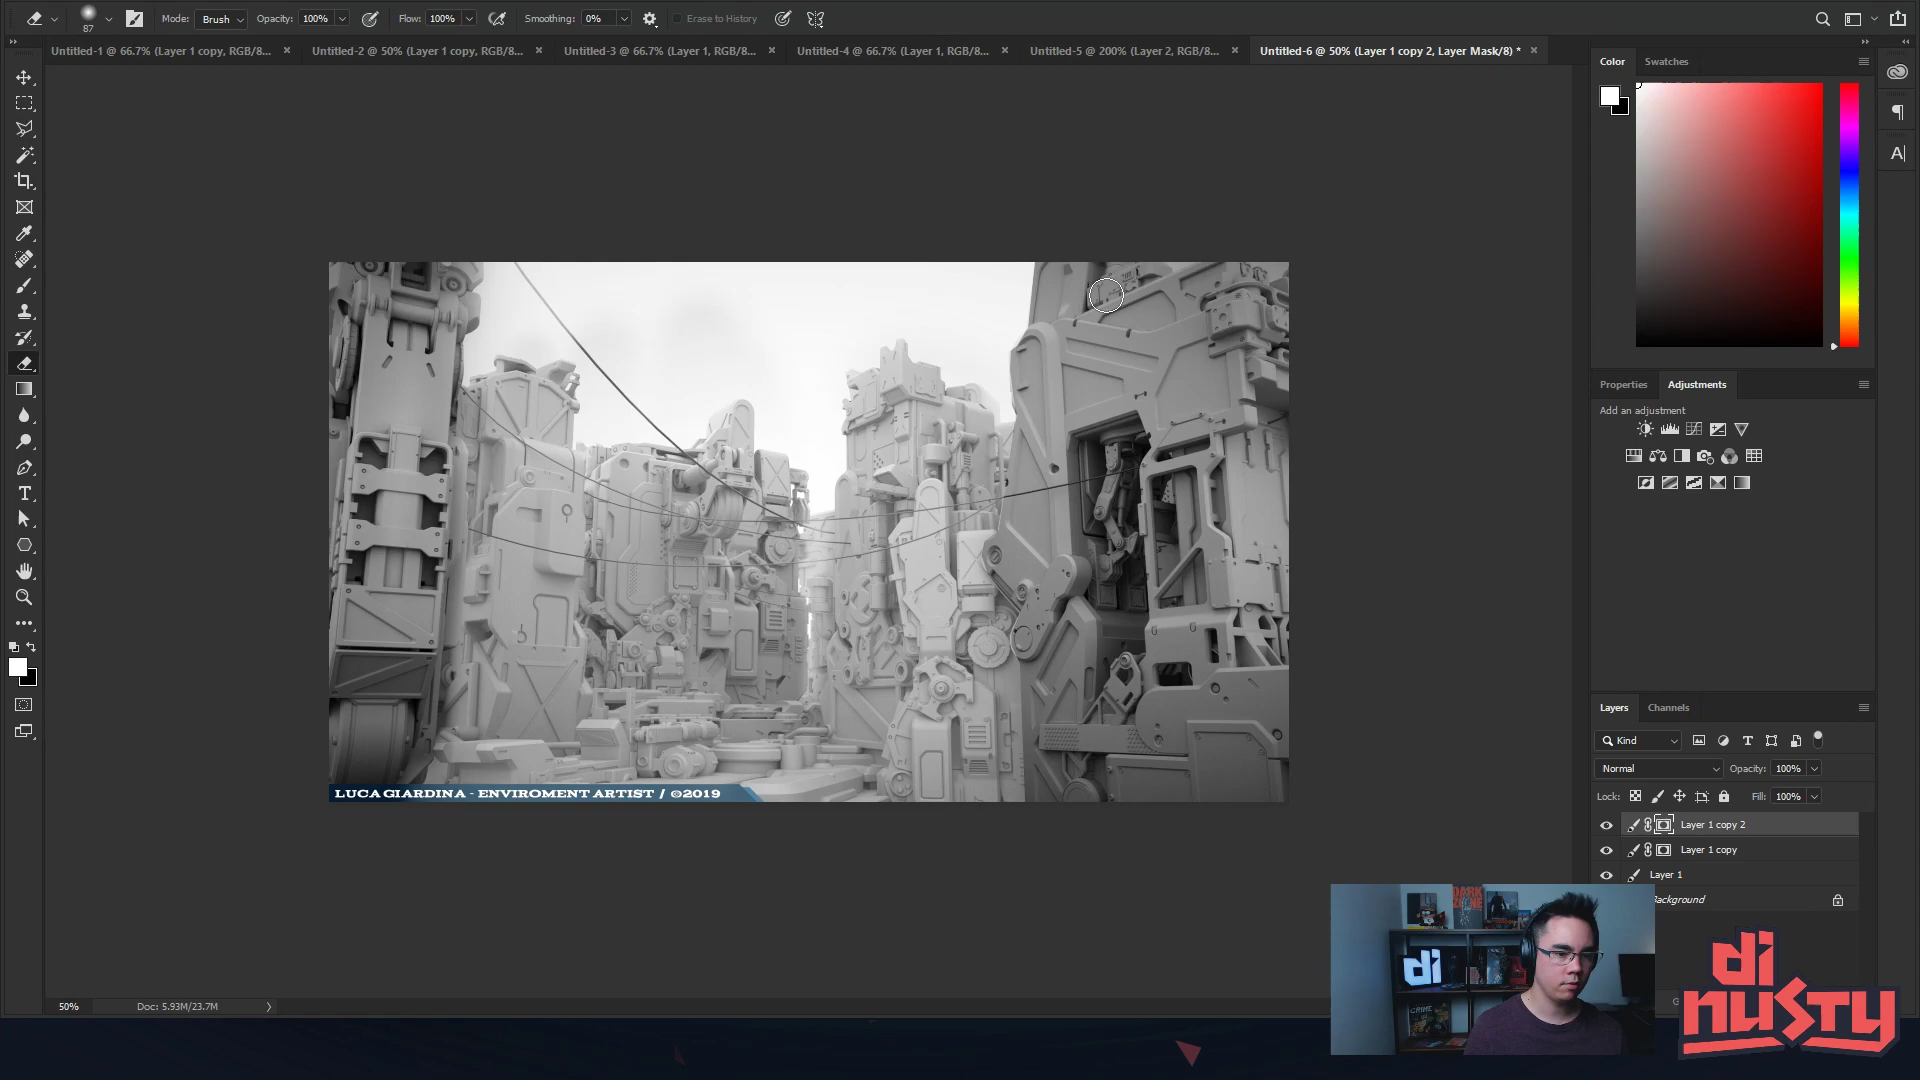 87
Mode: Brush Opacity: 100% Flow: 100% Smoothing: 0% Erase to History
Untitled-1 @ 66.7% (Layer 1 copy, RGB/8...
Untitled-2 @ 50% (Layer 1 copy, RGB/8...
Untitled-3 @ 66.7% (Layer 1, RGB/8...
Untitled-4 @ 66.7% (Layer 1, RGB/8...
Untitled-5 @ 200% (Layer 2, RGB/8...
Untitled-6 @ 50% (Layer 1 copy 2, Layer Mask/8) *
Color Swatches
Properties Adjustments
Add an adjustment
Layers Channels
Kind
Normal Opacity: 100%
Lock: Fill: 100%
Layer 1 copy 2
Layer 1 copy
Layer 1
Background
LUCA GIARDINA - ENVIROMENT ARTIST / ©2019
50% Doc: 5.93M/23.7M
DARK
ZONE
di
CRIME
di
nusty